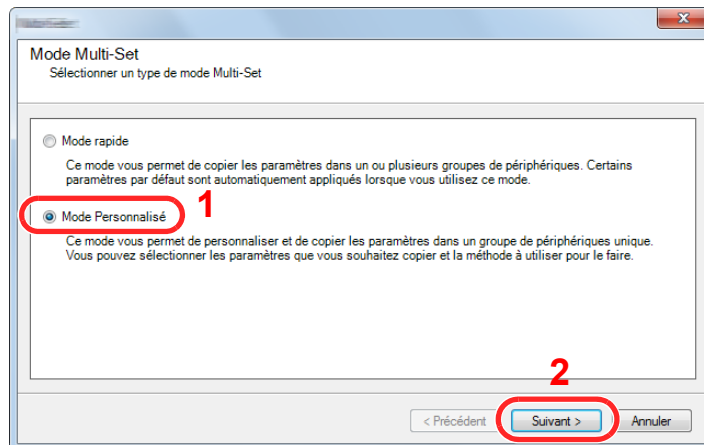 Mode Multi-Set
Sélectionner un type de mode Multi-Set
Mode rapide
Ce mode vous permet de copier les paramètres dans un ou plusieurs groupes de périphériques. Certains
paramètres par défaut sont automatiquement appliqués lorsque vous utilisez ce mode.
Mode Personnalisé
1
Ce mode vous permet de personnaliser et de copier les paramètres dans un groupe de périphériques unique.
Vous pouvez sélectionner les paramètres que vous souhaitez copier et la méthode à utiliser pour le faire.
2
< Précédent
Suivant >
Annuler